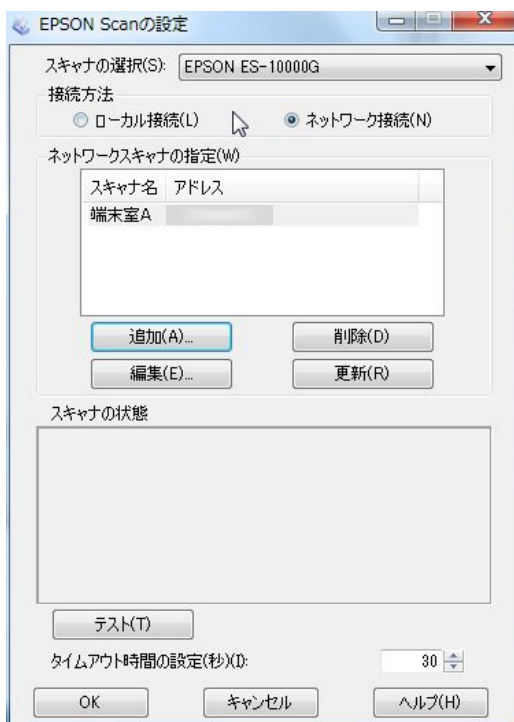 EPSON Scanの設定
スキャナの選択(S): EPSON ES-10000G
接続方法
ローカル接続(L) ネットワーク接続(N)
ネットワークスキャナの指定(W)
スキャナ名 アドレス
端末室A
追加(A)... 削除(D)
編集(E)... 更新(R)
スキャナの状態
テスト(T)
タイムアウト時間の設定(秒)(I): 30
OK キャンセル ヘルプ(H)